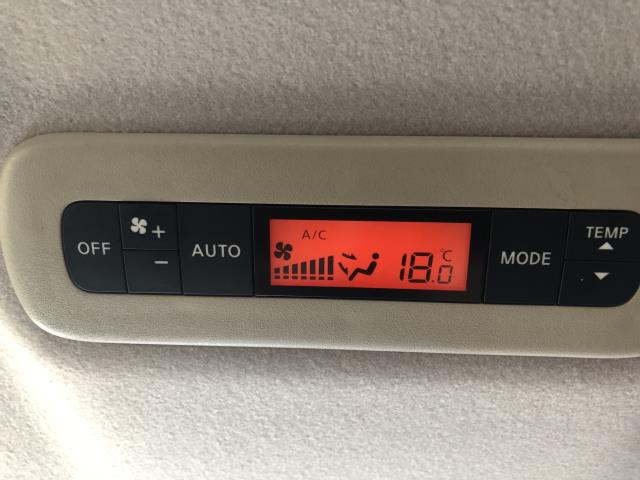 OFF
+
−
AUTO
A/C
18.0 °C
MODE
TEMP